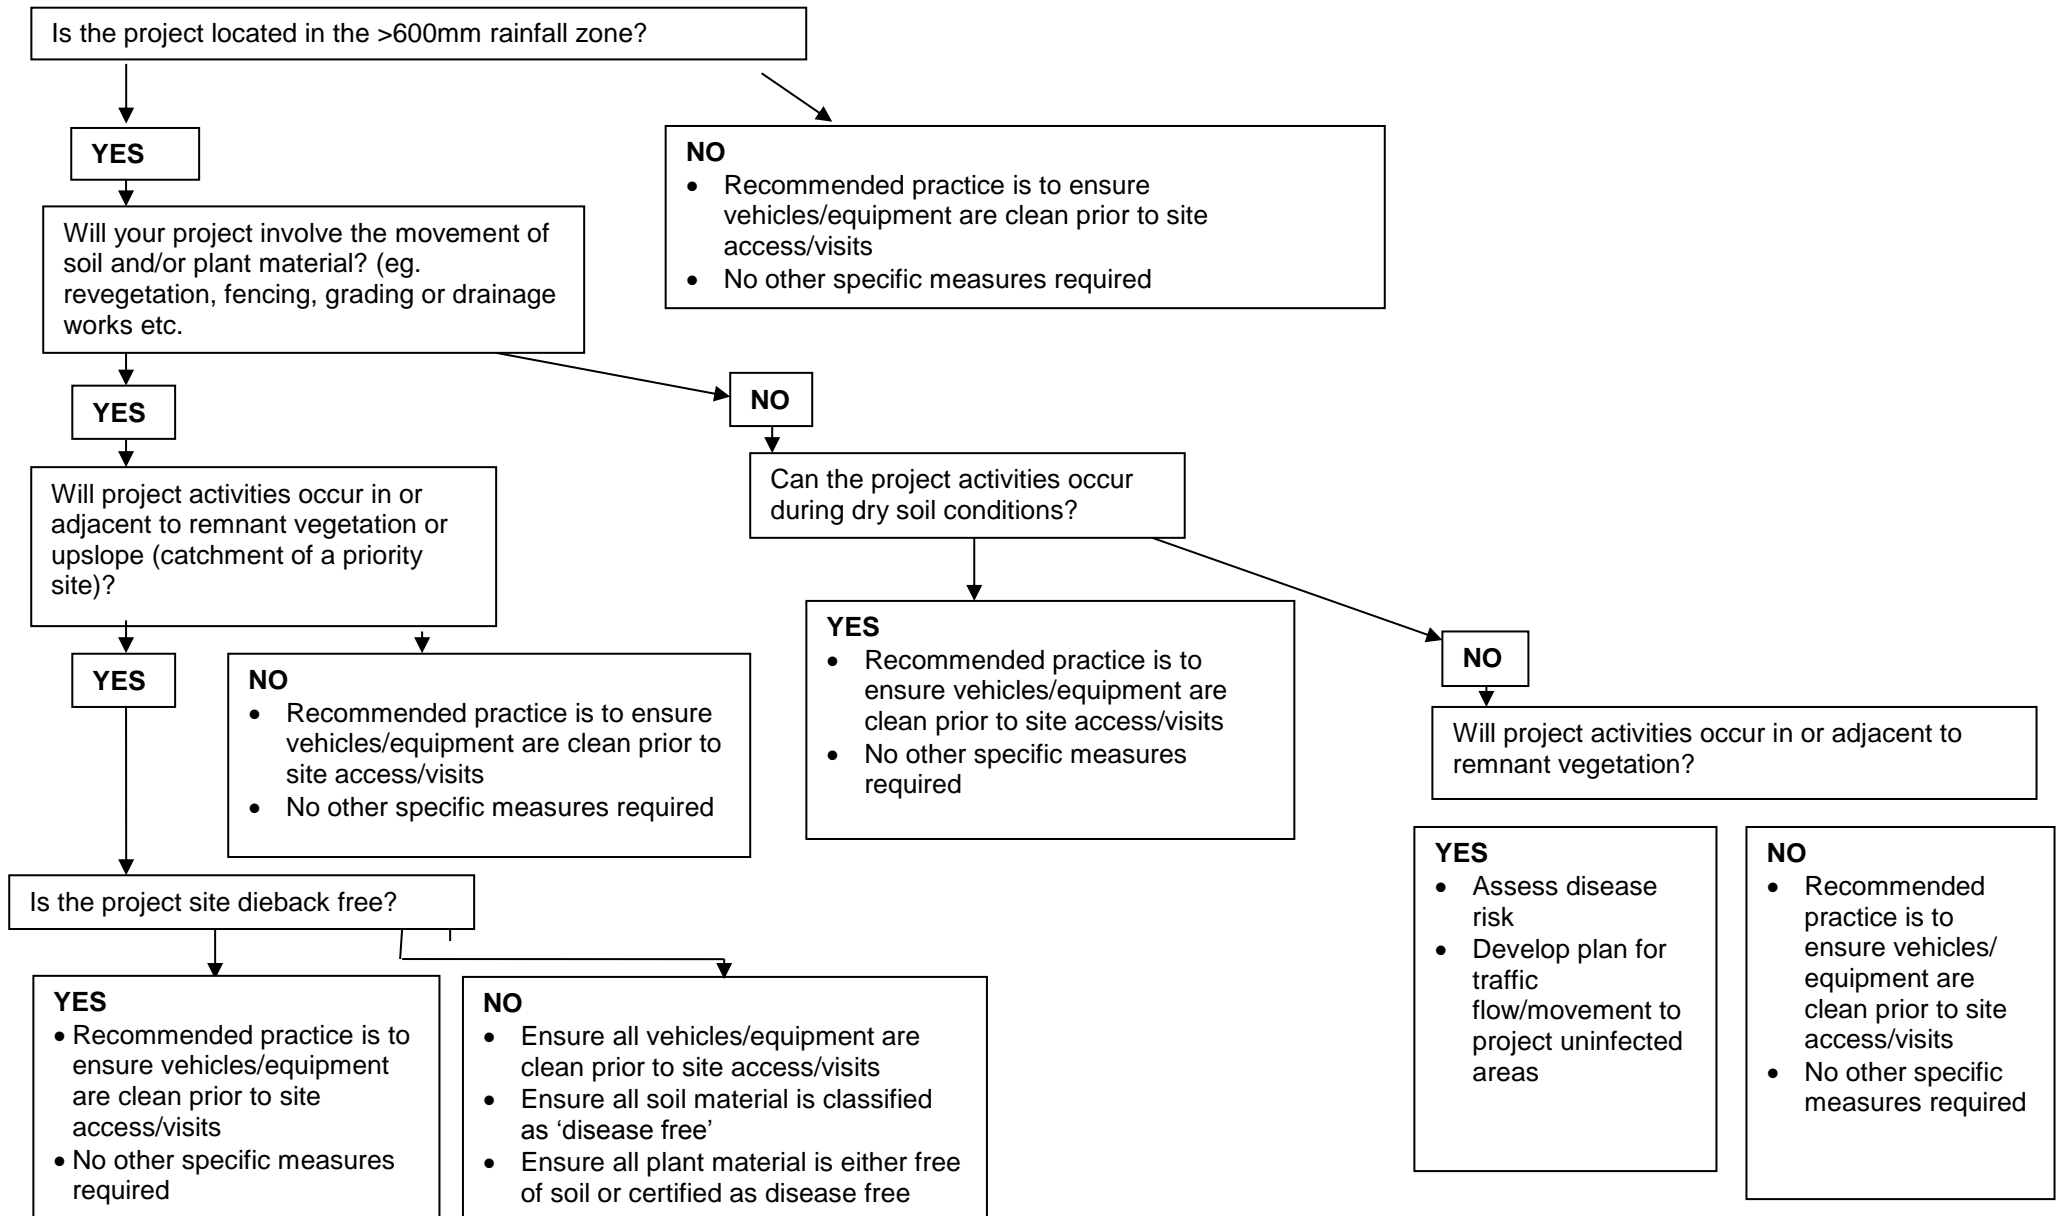 Is the project located in the >600mm rainfall zone?
YES
NO
• Recommended practice is to ensure
vehicles/equipment are clean prior to site
access/visits
• No other specific measures required
Will your project involve the movement of
soil and/or plant material? (eg.
revegetation, fencing, grading or drainage
works etc.
YES
NO
Will project activities occur in or
adjacent to remnant vegetation or
upslope (catchment of a priority
site)?
Can the project activities occur
during dry soil conditions?
YES
NO
• Recommended practice is to ensure
vehicles/equipment are clean prior to
site access/visits
• No other specific measures required
YES
• Recommended practice is to
ensure vehicles/equipment are
clean prior to site access/visits
• No other specific measures
required
NO
Will project activities occur in or adjacent to
remnant vegetation?
YES
• Assess disease
risk
• Develop plan for
traffic
flow/movement to
project uninfected
areas
NO
• Recommended
practice is to
ensure vehicles/
equipment are
clean prior to site
access/visits
• No other specific
measures required
Is the project site dieback free?
YES
• Recommended practice is to
ensure vehicles/equipment
are clean prior to site
access/visits
• No other specific measures
required
NO
• Ensure all vehicles/equipment are
clean prior to site access/visits
• Ensure all soil material is classified
as ‘disease free’
• Ensure all plant material is either free
of soil or certified as disease free